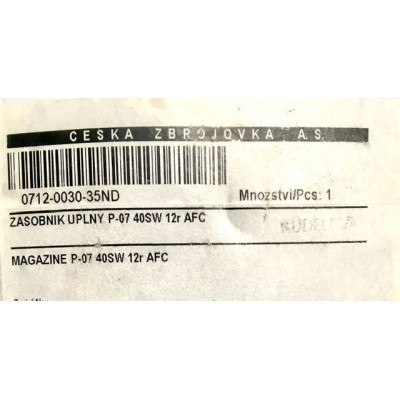 CESKA ZBROJOVKA A.S.
0712-0030-35ND Mnozstvi/Pcs: 1
ZASOBNIK UPLNY P-07 40SW 12r AFC
MAGAZINE P-07 40SW 12r AFC